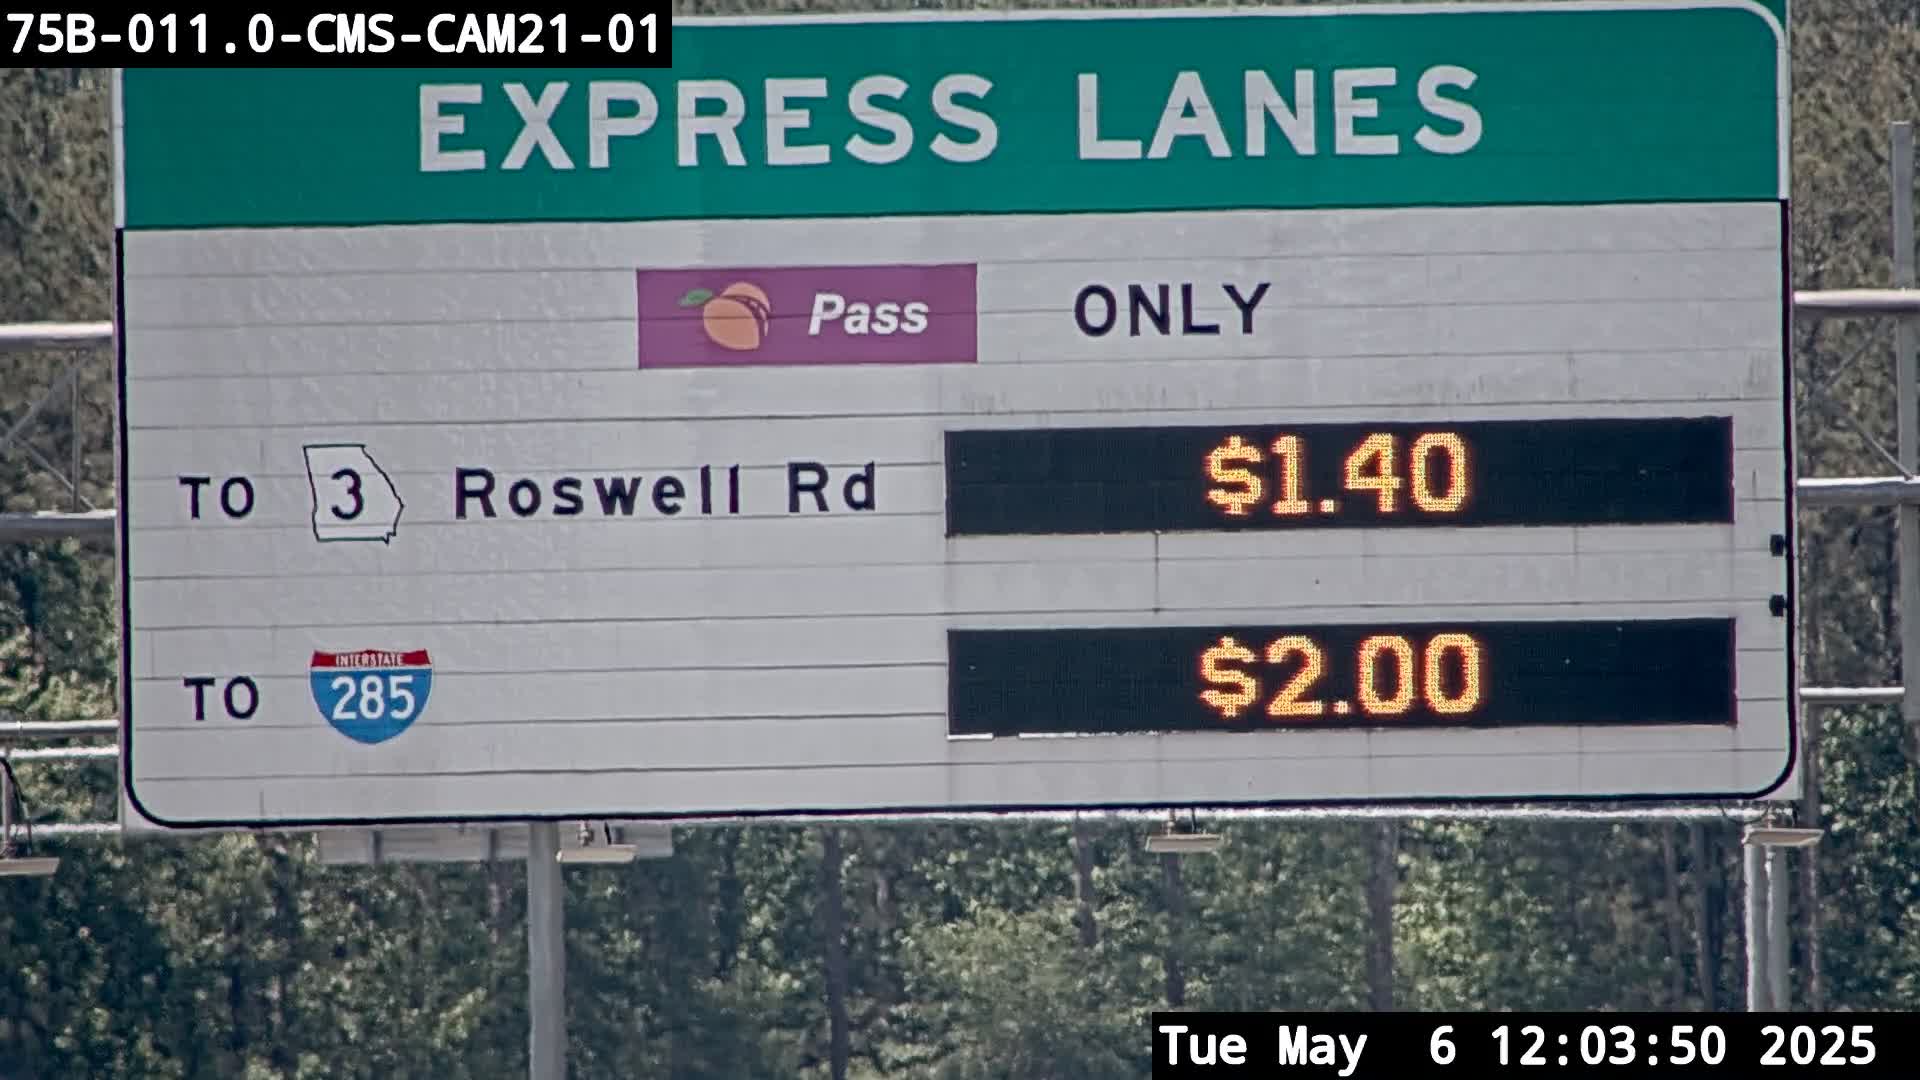 75B-011.0-CMS-CAM21-01
EXPRESS LANES
Pass ONLY
TO 3 Roswell Rd $1.40
INTERSTATE
TO 285 $2.00
Tue May 6 12:03:50 2025